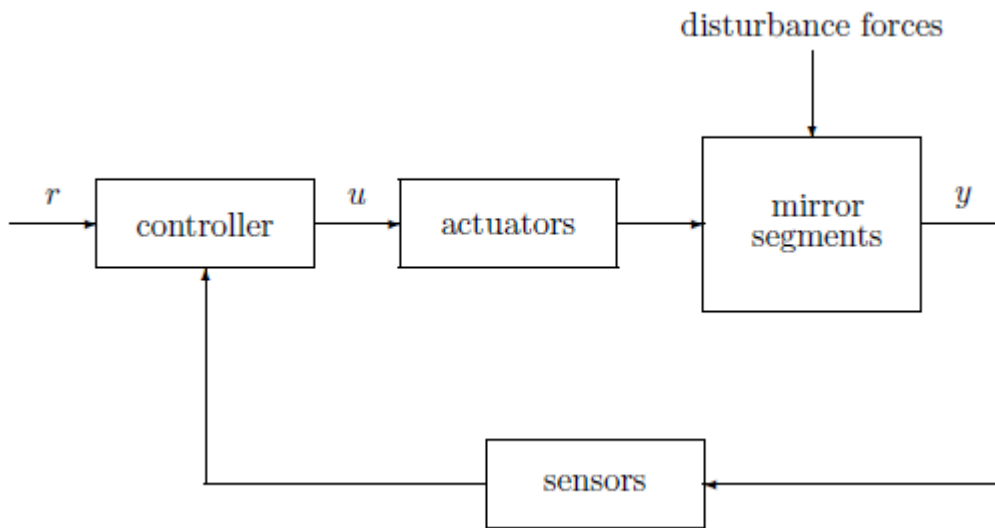 disturbance forces
r
controller
u
actuators
mirror
segments
y
sensors